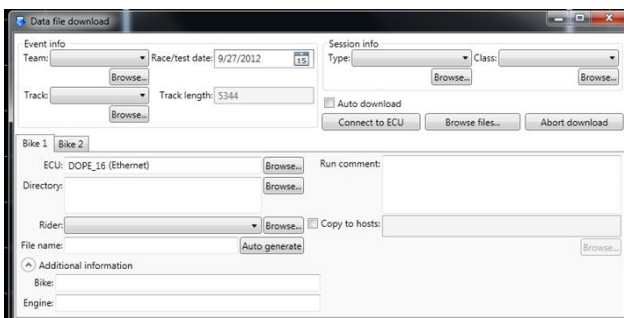 Data file download
Event info
Team: Race/test date: 9/27/2012 15
Browse...
Track: Track length: 5344
Browse...
Session info
Type: Class:
Browse... Browse...
Auto download
Connect to ECU Browse files... Abort download
Bike 1 Bike 2
ECU: DOPE_16 (Ethernet) Browse... Run comment:
Directory: Browse...
Rider: Browse... Copy to hosts:
File name: Auto generate Browse...
Additional information
Bike:
Engine: